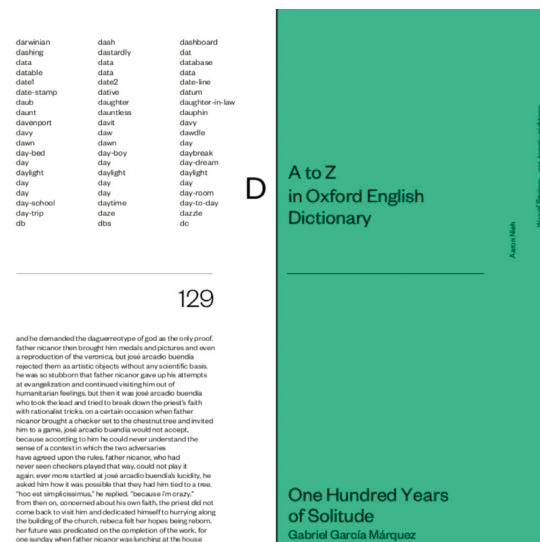 darwinian dash dashboard
dashing dastardly dat
data data database
datable data data
date1 date2 date-line
date-stamp dative datum
daub daughter daughter-in-law
daunt dauntless dauphin
davenport davit davy
davy daw dawdle
dawn dawn day
day-bed day-boy daybreak
day day day-dream
daylight daylight daylight
day day day
day day day-room
day-school daytime day-to-day
day-trip daze dazzle
db dbs dc
D
129
and he demanded the daguerreotype of god as the only proof.
father nicanor then brought him medals and pictures and even
a reproduction of the veronica, but josé arcadio buendía
rejected them as artistic objects without any scientific basis.
he was so stubborn that father nicanor gave up his attempts
at evangelization and continued visiting him out of
humanitarian feelings. but then it was josé arcadio buendía
who took the lead and tried to break down the priest's faith
with rationalist tricks. on a certain occasion when father
nicanor brought a checker set to the chestnut tree and invited
him to a game, josé arcadio buendía would not accept,
because according to him he could never understand the
sense of a contest in which the two adversaries
have agreed upon the rules. father nicanor, who had
never seen checkers played that way, could not play it
again. ever more startled at josé arcadio buendía's lucidity, he
asked him how it was possible that they had him tied to a tree.
"hoc est simplicissimus," he replied. "because i'm crazy."
from then on, concerned about his own faith, the priest did not
come back to visit him and dedicated himself to hurrying along
the building of the church. rebeca felt her hopes being reborn.
her future was predicated on the completion of the work, for
one sunday when father nicanor was lunching at the house
A to Z
in Oxford English
Dictionary
One Hundred Years
of Solitude
Gabriel García Márquez
Aaron Nieh